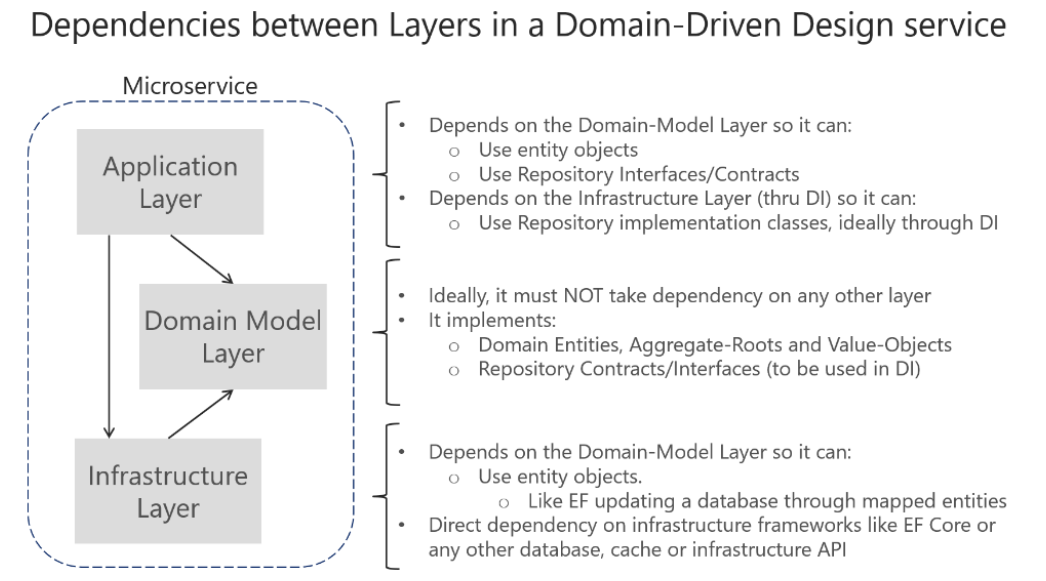 Dependencies between Layers in a Domain-Driven Design service
Microservice
Application
Layer
• Depends on the Domain-Model Layer so it can:
o Use entity objects
o Use Repository Interfaces/Contracts
• Depends on the Infrastructure Layer (thru DI) so it can:
o Use Repository implementation classes, ideally through DI
Domain Model
Layer
• Ideally, it must NOT take dependency on any other layer
• It implements:
o Domain Entities, Aggregate-Roots and Value-Objects
o Repository Contracts/Interfaces (to be used in DI)
Infrastructure
Layer
• Depends on the Domain-Model Layer so it can:
o Use entity objects.
o Like EF updating a database through mapped entities
• Direct dependency on infrastructure frameworks like EF Core or
any other database, cache or infrastructure API